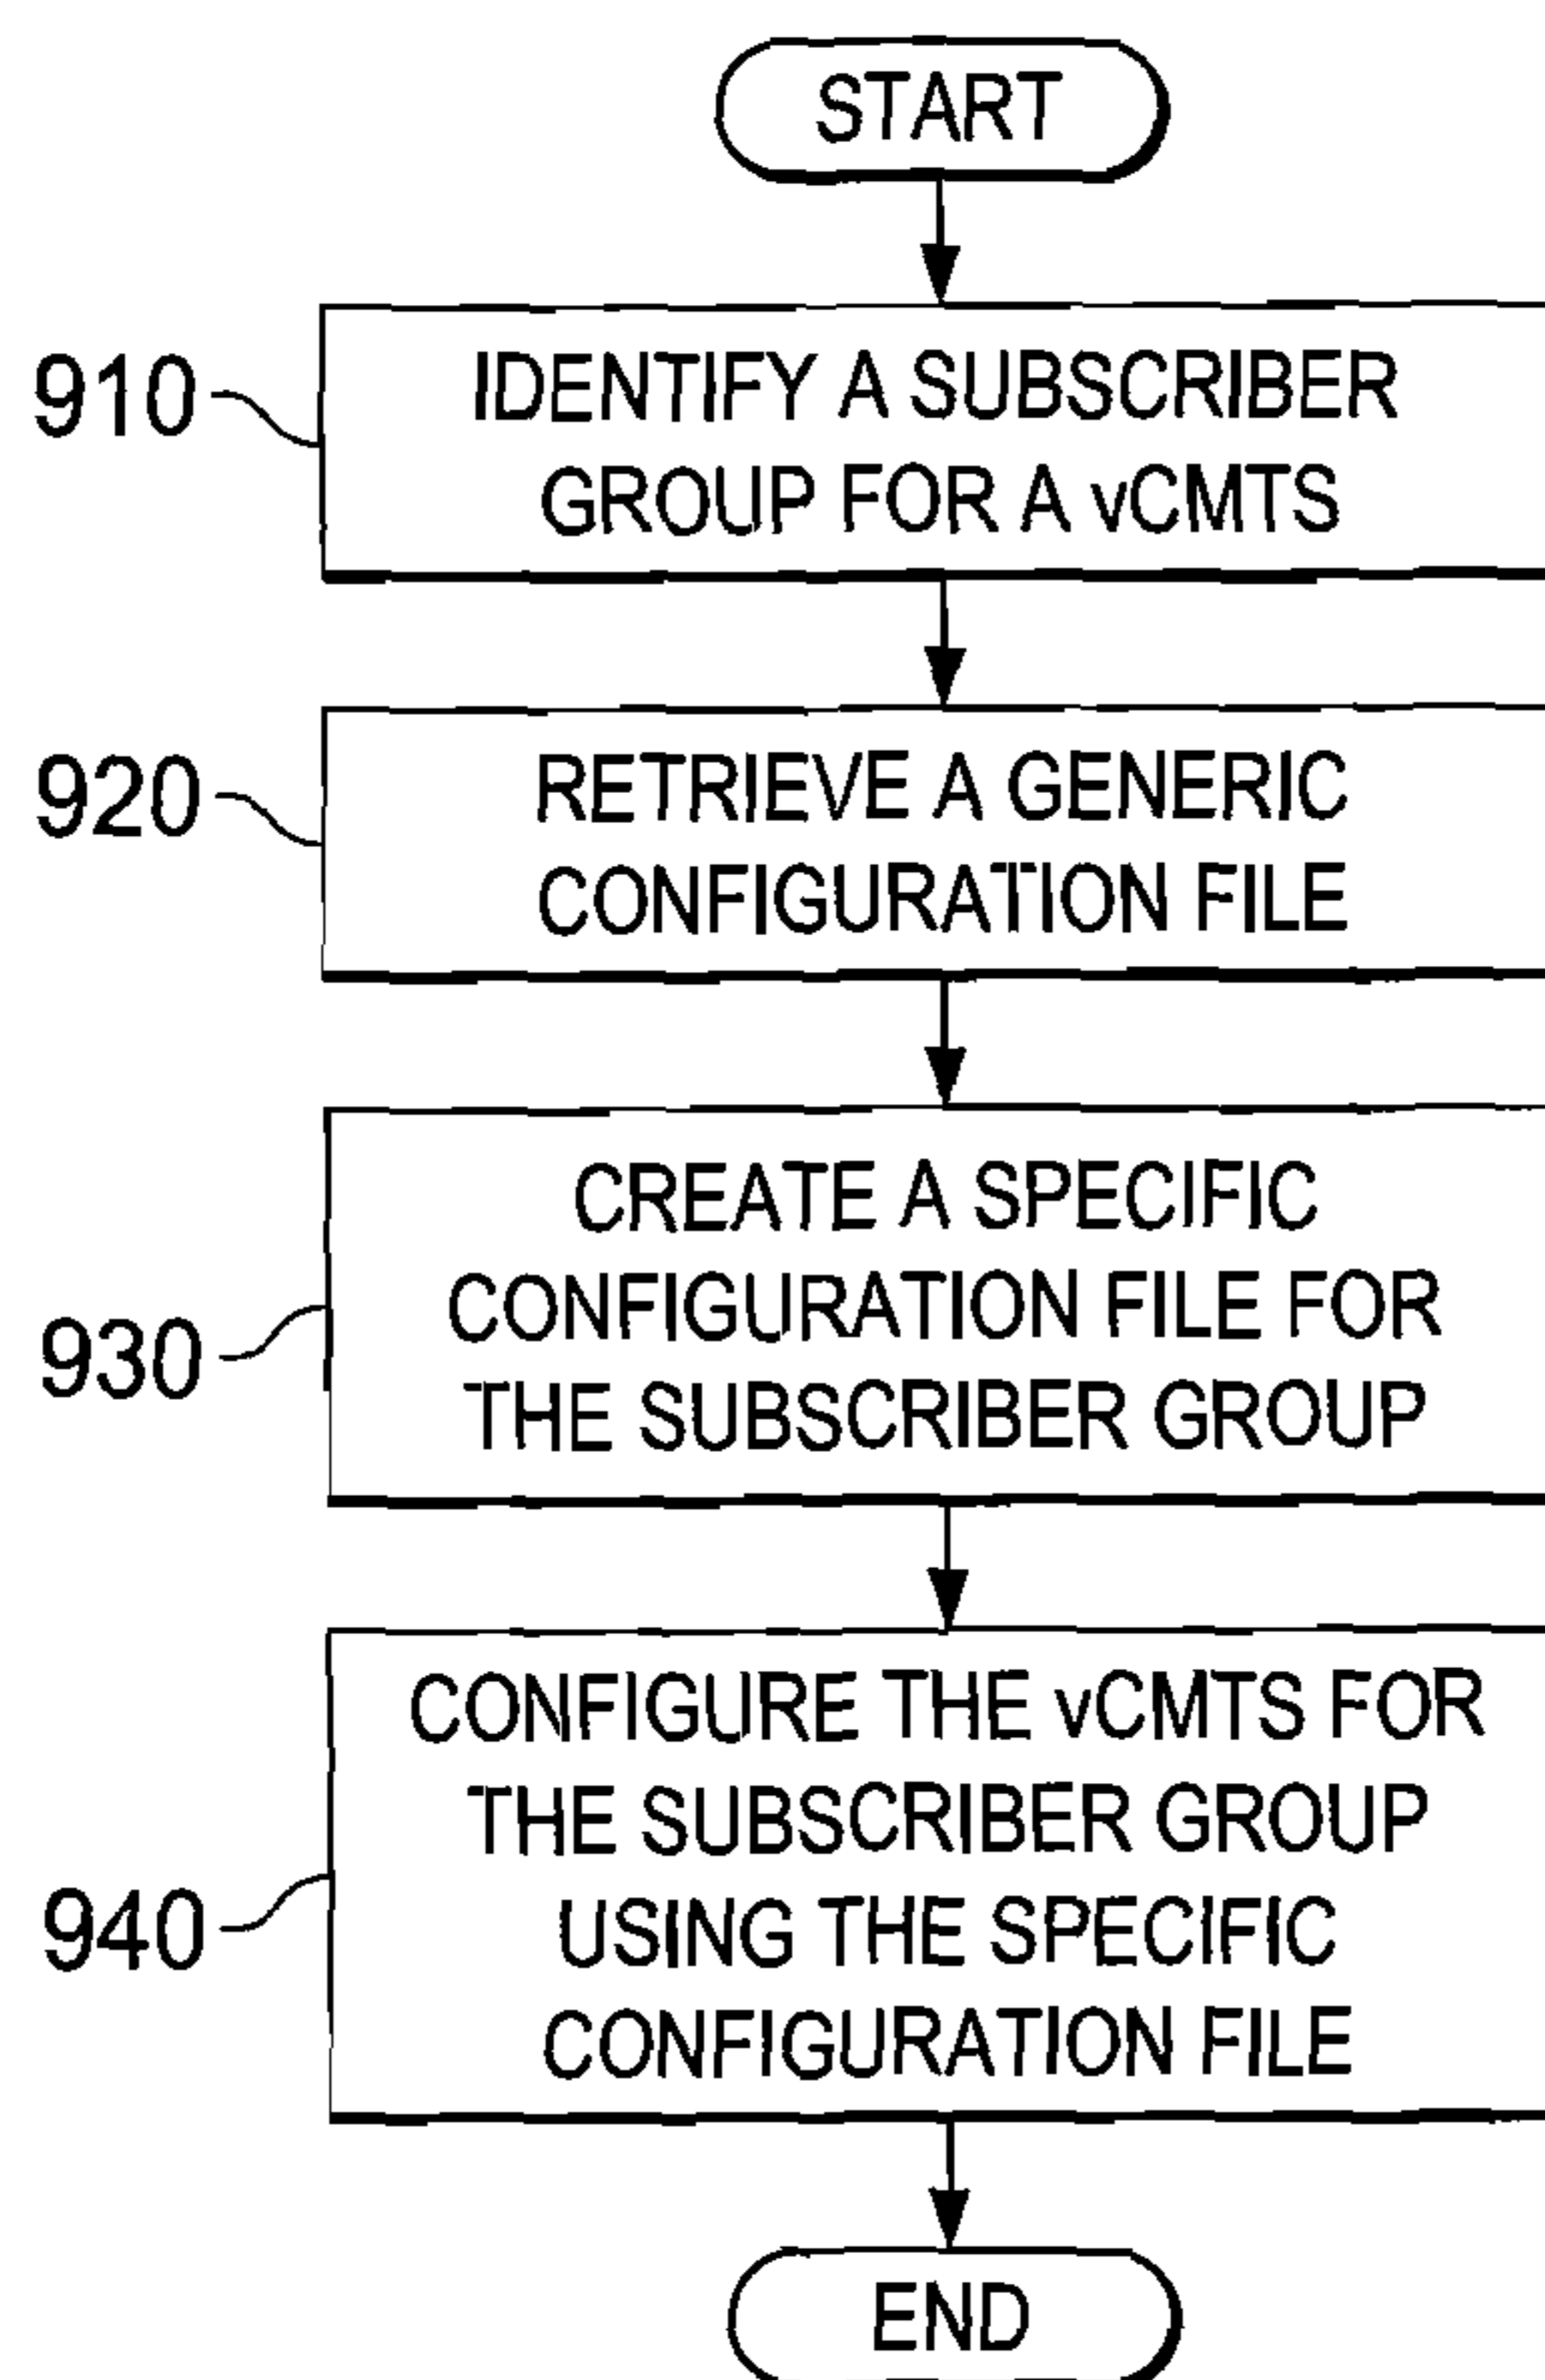 START
910
IDENTIFY A SUBSCRIBER
GROUP FOR A vCMTS
920
RETRIEVE A GENERIC
CONFIGURATION FILE
930
CREATE A SPECIFIC
CONFIGURATION FILE FOR
THE SUBSCRIBER GROUP
940
CONFIGURE THE vCMTS FOR
THE SUBSCRIBER GROUP
USING THE SPECIFIC
CONFIGURATION FILE
END